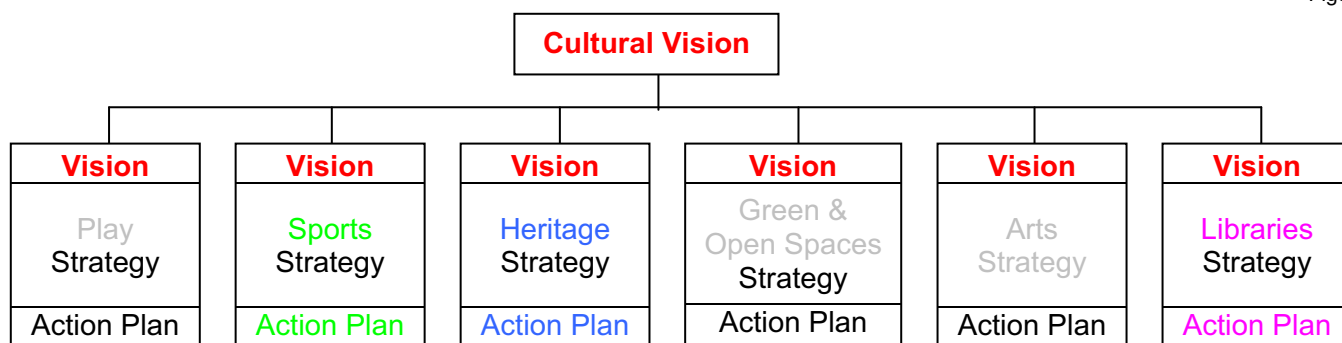 Cultural Vision
Vision
Play
Strategy
Action Plan
Vision
Sports
Strategy
Action Plan
Vision
Heritage
Strategy
Action Plan
Vision
Green &
Open Spaces
Strategy
Action Plan
Vision
Arts
Strategy
Action Plan
Vision
Libraries
Strategy
Action Plan